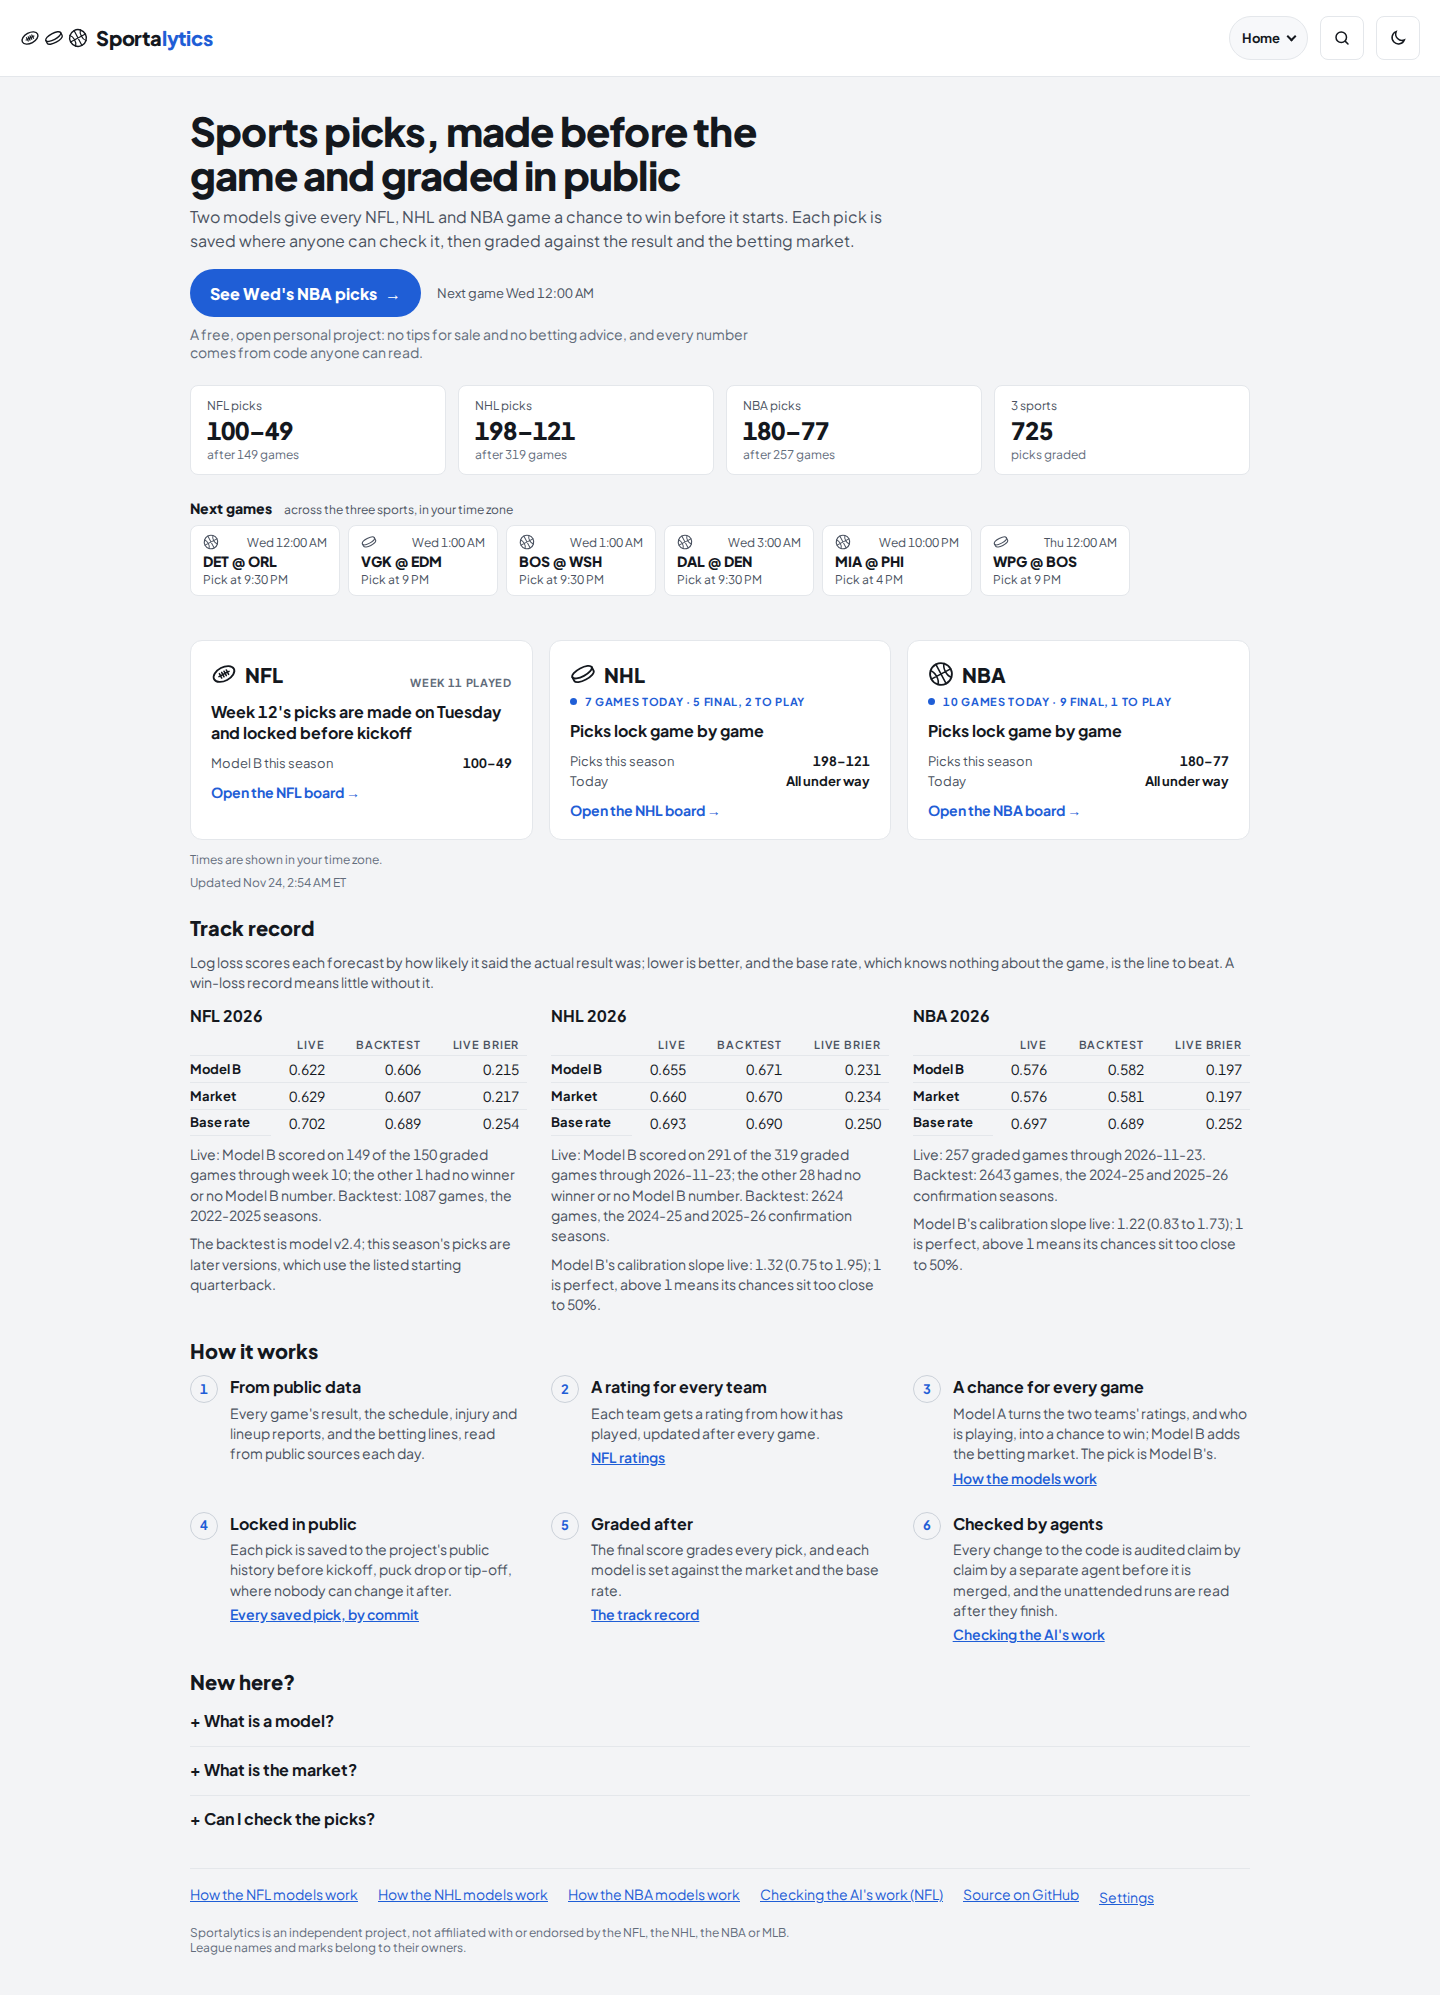 Sportalytics
Home
Sports picks, made before the
game and graded in public
Two models give every NFL, NHL and NBA game a chance to win before it starts. Each pick is
saved where anyone can check it, then graded against the result and the betting market.
See Wed's NBA picks →
Next game Wed 12:00 AM
A free, open personal project: no tips for sale and no betting advice, and every number
comes from code anyone can read.
NFL picks
100–49
after 149 games
NHL picks
198–121
after 319 games
NBA picks
180–77
after 257 games
3 sports
725
picks graded
Next games across the three sports, in your time zone
Wed 12:00 AM
DET @ ORL
Pick at 9:30 PM
Wed 1:00 AM
VGK @ EDM
Pick at 9 PM
Wed 1:00 AM
BOS @ WSH
Pick at 9:30 PM
Wed 3:00 AM
DAL @ DEN
Pick at 9:30 PM
Wed 10:00 PM
MIA @ PHI
Pick at 4 PM
Thu 12:00 AM
WPG @ BOS
Pick at 9 PM
NFL
WEEK 11 PLAYED
Week 12's picks are made on Tuesday
and locked before kickoff
Model B this season 100–49
Open the NFL board →
NHL
7 GAMES TODAY · 5 FINAL, 2 TO PLAY
Picks lock game by game
Picks this season 198–121
Today All under way
Open the NHL board →
NBA
10 GAMES TODAY · 9 FINAL, 1 TO PLAY
Picks lock game by game
Picks this season 180–77
Today All under way
Open the NBA board →
Times are shown in your time zone.
Updated Nov 24, 2:54 AM ET
Track record
Log loss scores each forecast by how likely it said the actual result was; lower is better, and the base rate, which knows nothing about the game, is the line to beat. A
win-loss record means little without it.
NFL 2026
LIVE BACKTEST LIVE BRIER
Model B 0.622 0.606 0.215
Market 0.629 0.607 0.217
Base rate 0.702 0.689 0.254
Live: Model B scored on 149 of the 150 graded
games through week 10; the other 1 had no winner
or no Model B number. Backtest: 1087 games, the
2022-2025 seasons.
The backtest is model v2.4; this season's picks are
later versions, which use the listed starting
quarterback.
NHL 2026
LIVE BACKTEST LIVE BRIER
Model B 0.655 0.671 0.231
Market 0.660 0.670 0.234
Base rate 0.693 0.690 0.250
Live: Model B scored on 291 of the 319 graded
games through 2026-11-23; the other 28 had no
winner or no Model B number. Backtest: 2624
games, the 2024-25 and 2025-26 confirmation
seasons.
Model B's calibration slope live: 1.32 (0.75 to 1.95); 1
is perfect, above 1 means its chances sit too close
to 50%.
NBA 2026
LIVE BACKTEST LIVE BRIER
Model B 0.576 0.582 0.197
Market 0.576 0.581 0.197
Base rate 0.697 0.689 0.252
Live: 257 graded games through 2026-11-23.
Backtest: 2643 games, the 2024-25 and 2025-26
confirmation seasons.
Model B's calibration slope live: 1.22 (0.83 to 1.73); 1
is perfect, above 1 means its chances sit too close
to 50%.
How it works
1 From public data
Every game's result, the schedule, injury and
lineup reports, and the betting lines, read
from public sources each day.
2 A rating for every team
Each team gets a rating from how it has
played, updated after every game.
NFL ratings
3 A chance for every game
Model A turns the two teams' ratings, and who
is playing, into a chance to win; Model B adds
the betting market. The pick is Model B's.
How the models work
4 Locked in public
Each pick is saved to the project's public
history before kickoff, puck drop or tip-off,
where nobody can change it after.
Every saved pick, by commit
5 Graded after
The final score grades every pick, and each
model is set against the market and the base
rate.
The track record
6 Checked by agents
Every change to the code is audited claim by
claim by a separate agent before it is
merged, and the unattended runs are read
after they finish.
Checking the AI's work
New here?
+ What is a model?
+ What is the market?
+ Can I check the picks?
How the NFL models work How the NHL models work How the NBA models work Checking the AI's work (NFL) Source on GitHub Settings
Sportalytics is an independent project, not affiliated with or endorsed by the NFL, the NHL, the NBA or MLB.
League names and marks belong to their owners.